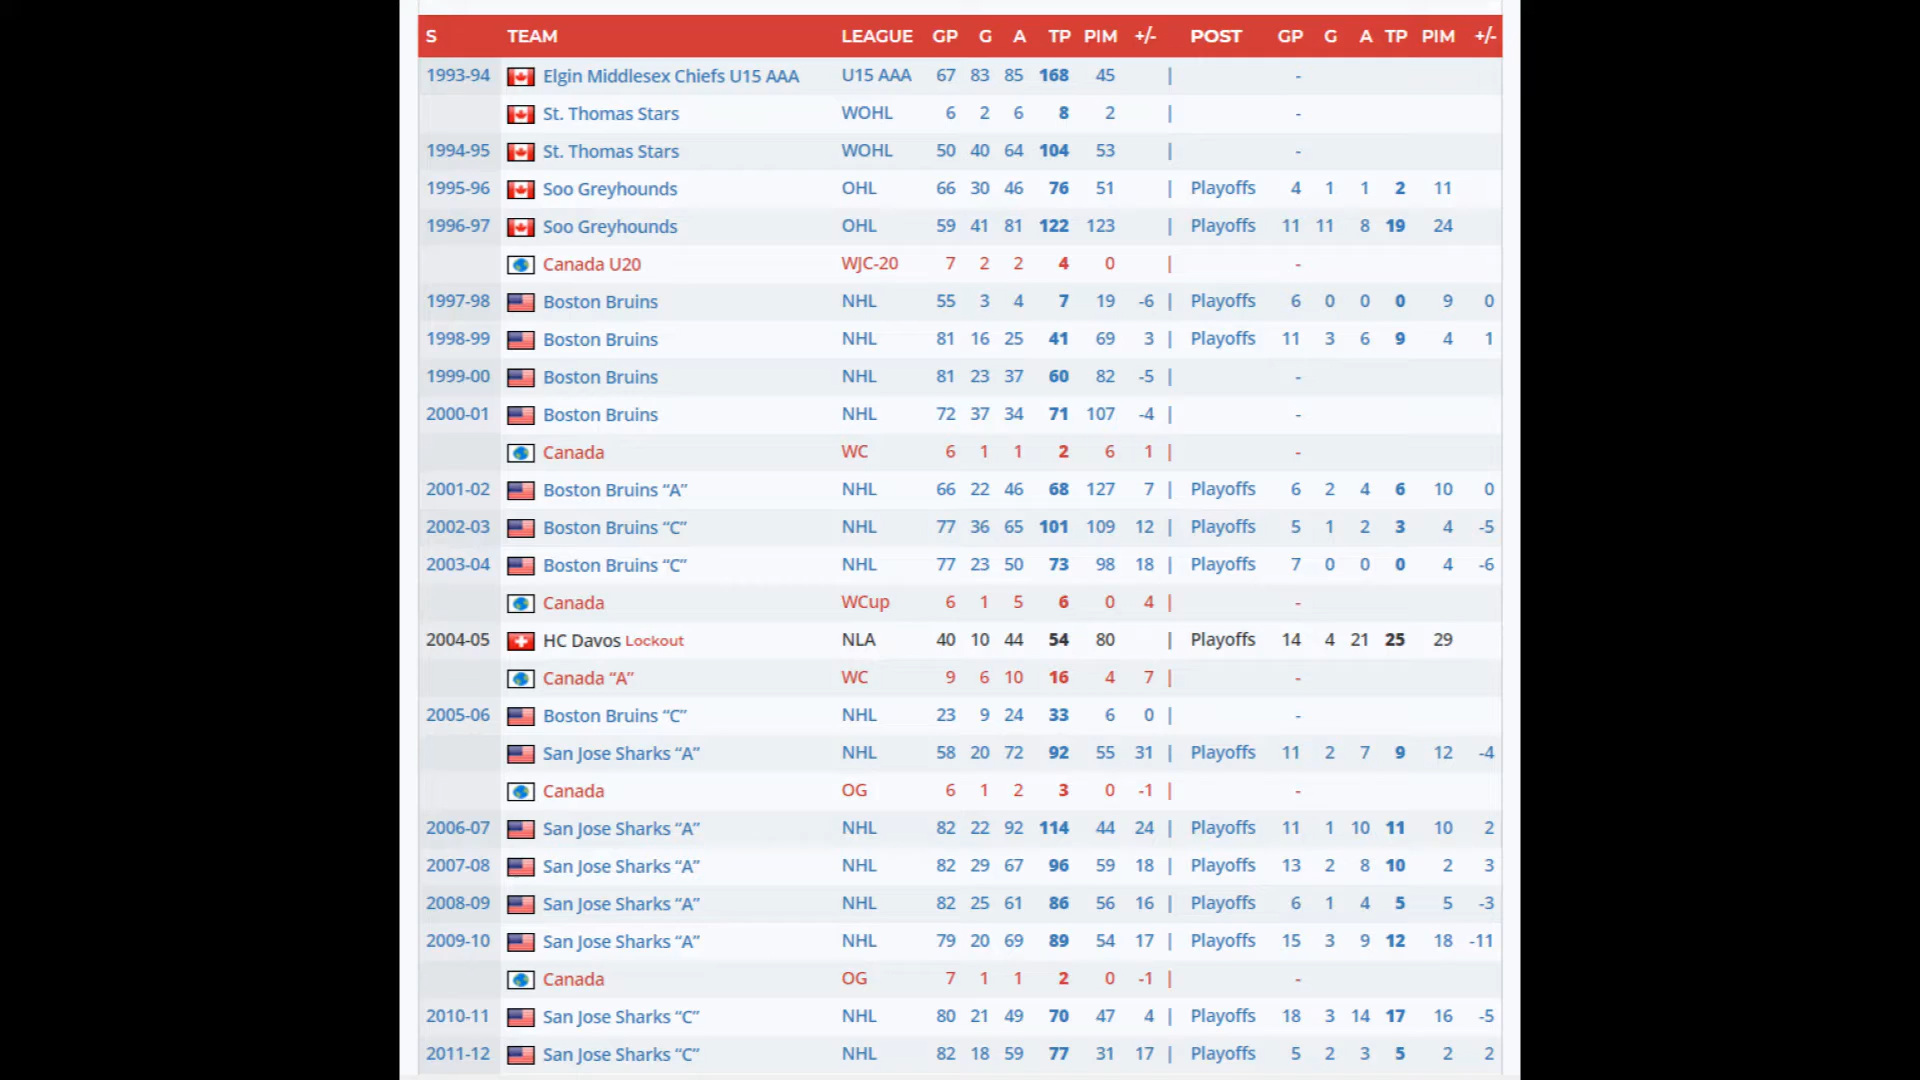 S TEAM LEAGUE GP G A TP PIM +/- POST GP G A TP PIM +/-
1993-94 Elgin Middlesex Chiefs U15 AAA U15 AAA 67 83 85 168 45 | -
St. Thomas Stars WOHL 6 2 6 8 2 | -
1994-95 St. Thomas Stars WOHL 50 40 64 104 53 | -
1995-96 Soo Greyhounds OHL 66 30 46 76 51 | Playoffs 4 1 1 2 11
1996-97 Soo Greyhounds OHL 59 41 81 122 123 | Playoffs 11 11 8 19 24
Canada U20 WJC-20 7 2 2 4 0 | -
1997-98 Boston Bruins NHL 55 3 4 7 19 -6 | Playoffs 6 0 0 0 9 0
1998-99 Boston Bruins NHL 81 16 25 41 69 3 | Playoffs 11 3 6 9 4 1
1999-00 Boston Bruins NHL 81 23 37 60 82 -5 | -
2000-01 Boston Bruins NHL 72 37 34 71 107 -4 | -
Canada WC 6 1 1 2 6 1 | -
2001-02 Boston Bruins “A” NHL 66 22 46 68 127 7 | Playoffs 6 2 4 6 10 0
2002-03 Boston Bruins “C” NHL 77 36 65 101 109 12 | Playoffs 5 1 2 3 4 -5
2003-04 Boston Bruins “C” NHL 77 23 50 73 98 18 | Playoffs 7 0 0 0 4 -6
Canada WCup 6 1 5 6 0 4 | -
2004-05 HC Davos Lockout NLA 40 10 44 54 80 | Playoffs 14 4 21 25 29
Canada “A” WC 9 6 10 16 4 7 | -
2005-06 Boston Bruins “C” NHL 23 9 24 33 6 0 | -
San Jose Sharks “A” NHL 58 20 72 92 55 31 | Playoffs 11 2 7 9 12 -4
Canada OG 6 1 2 3 0 -1 | -
2006-07 San Jose Sharks “A” NHL 82 22 92 114 44 24 | Playoffs 11 1 10 11 10 2
2007-08 San Jose Sharks “A” NHL 82 29 67 96 59 18 | Playoffs 13 2 8 10 2 3
2008-09 San Jose Sharks “A” NHL 82 25 61 86 56 16 | Playoffs 6 1 4 5 5 -3
2009-10 San Jose Sharks “A” NHL 79 20 69 89 54 17 | Playoffs 15 3 9 12 18 -11
Canada OG 7 1 1 2 0 -1 | -
2010-11 San Jose Sharks “C” NHL 80 21 49 70 47 4 | Playoffs 18 3 14 17 16 -5
2011-12 San Jose Sharks “C” NHL 82 18 59 77 31 17 | Playoffs 5 2 3 5 2 2